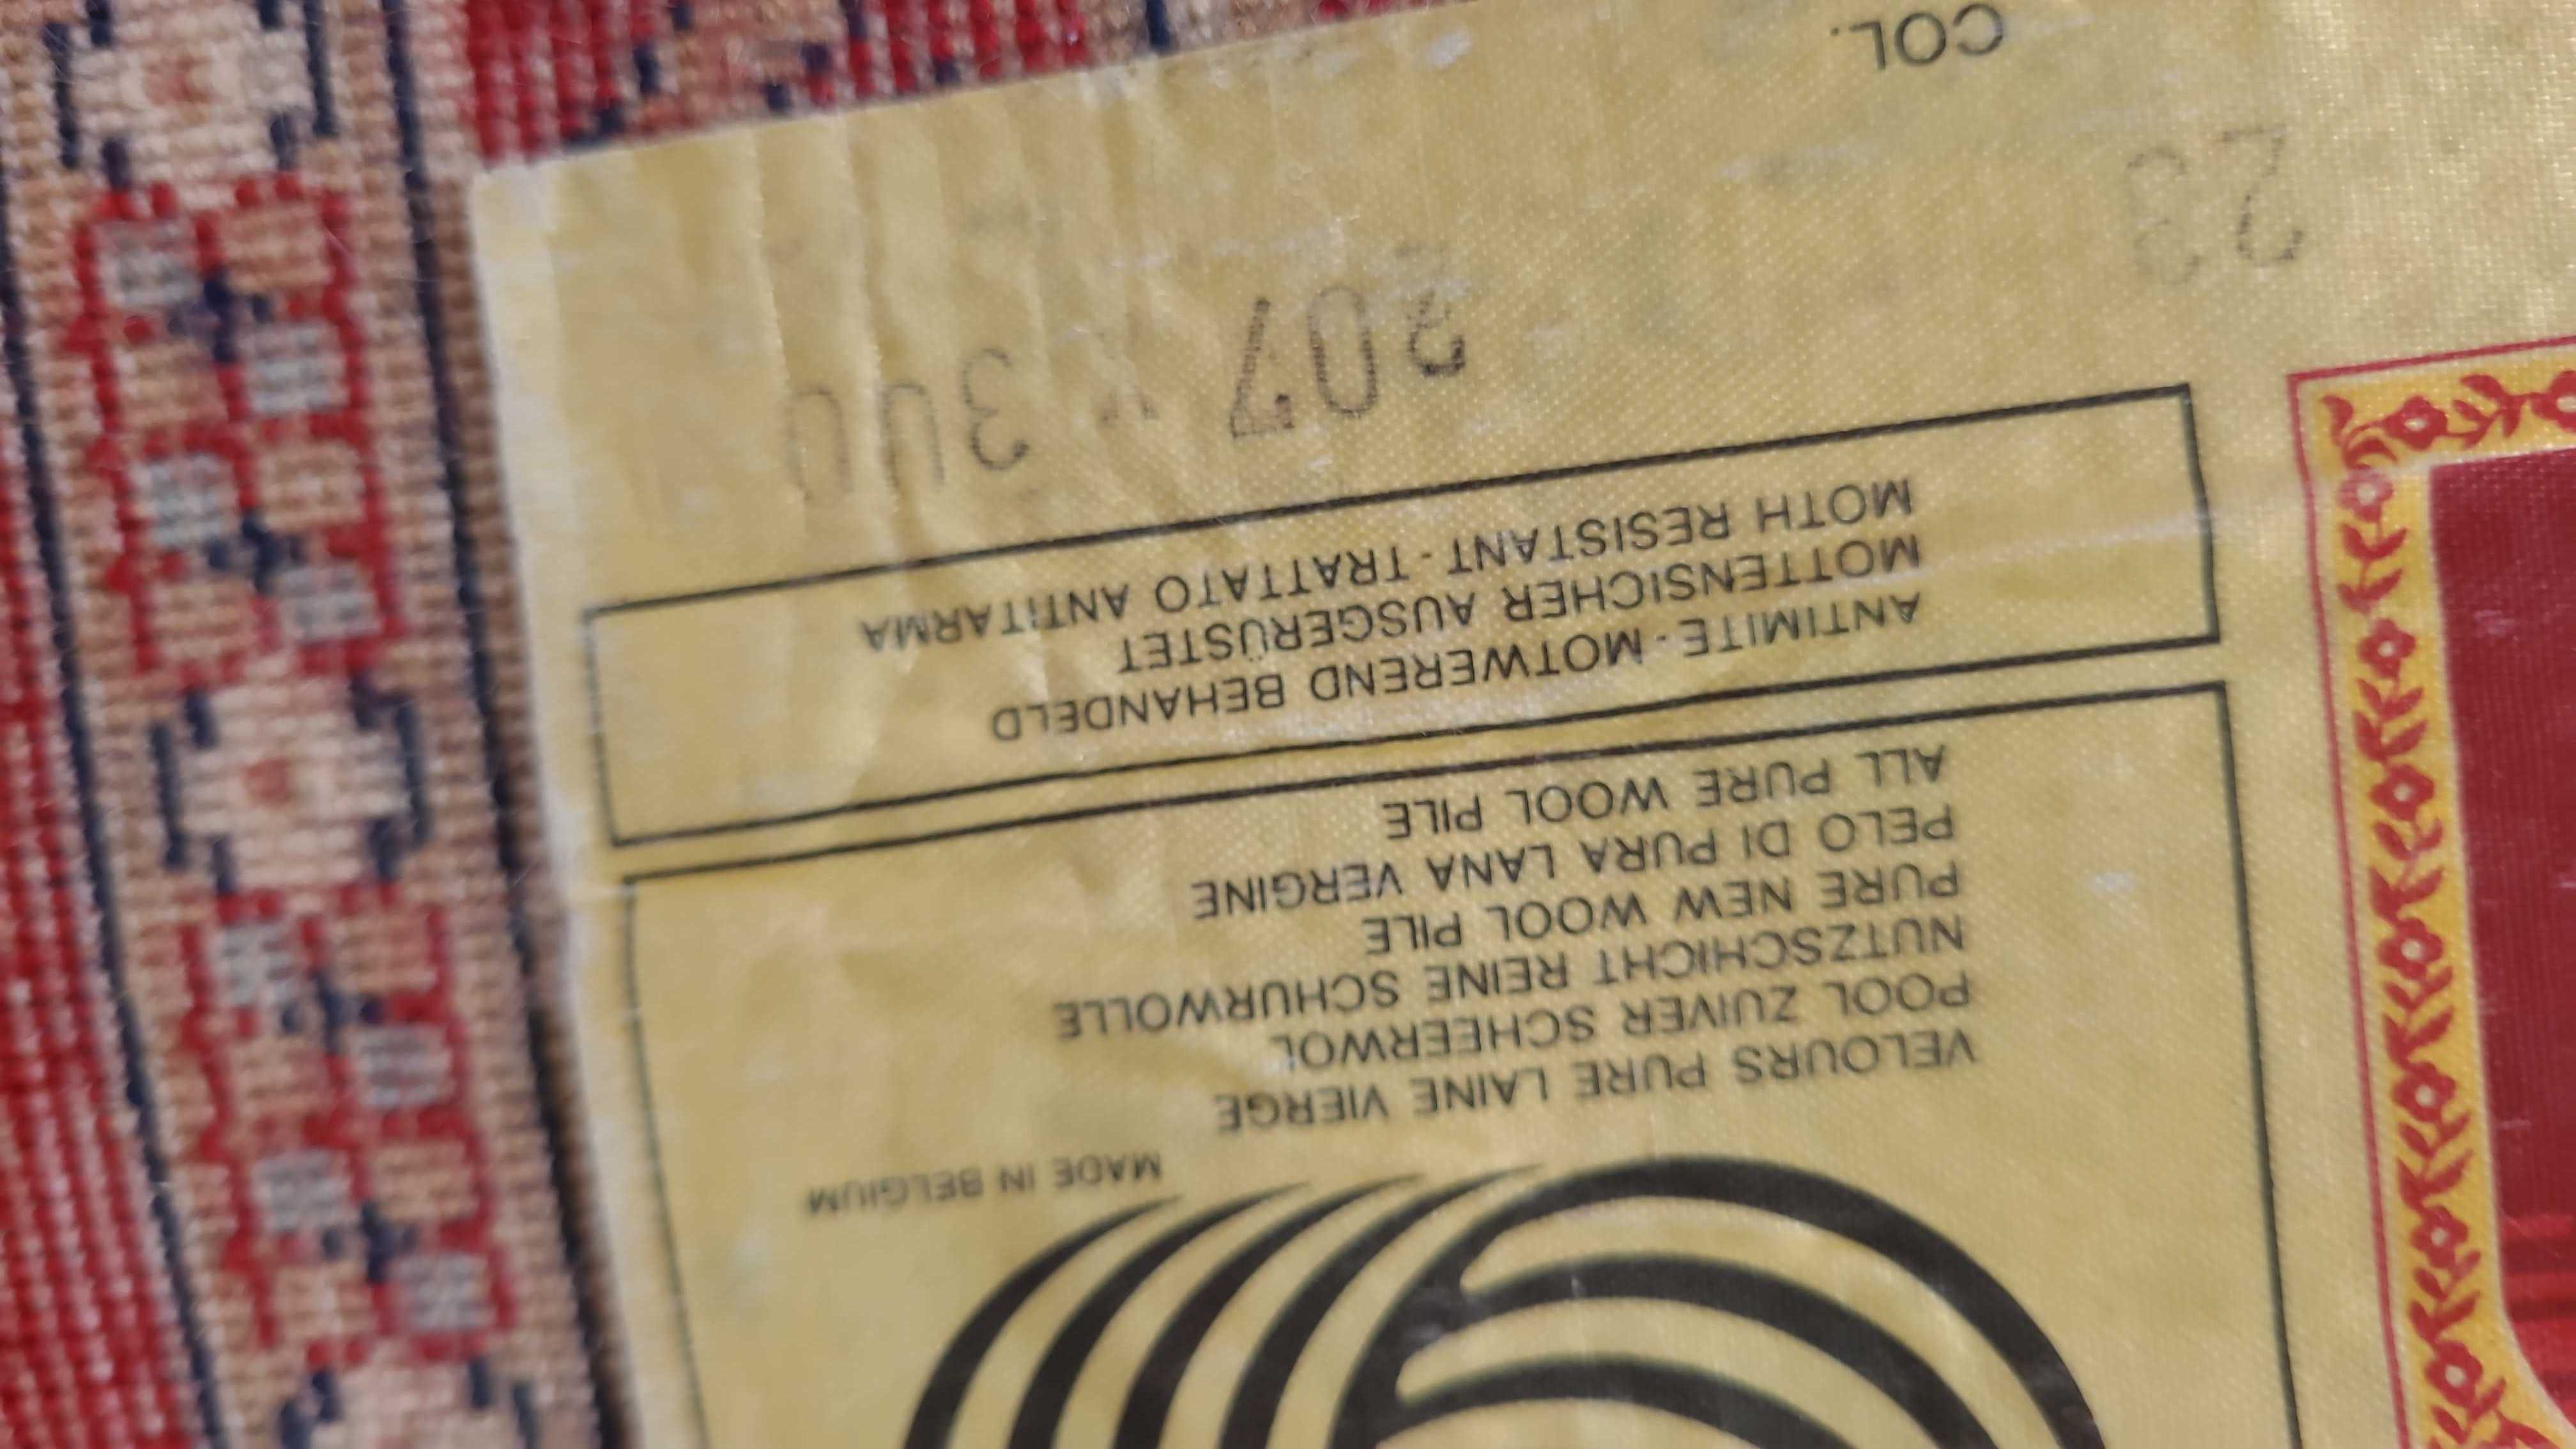 MADE IN BELGIUM
VELOURS PURE LAINE VIERGE
POOL ZUIVER SCHEERWOL
NUTZSCHICHT REINE SCHURWOLLE
PURE NEW WOOL PILE
PELO DI PURA LANA VERGINE
ALL PURE WOOL PILE
ANTIMITE - MOTWEREND BEHANDELD
MOTTENSICHER AUSGERÜSTET
MOTH RESISTANT - TRATTATO ANTITARMA
207 x 300
23
COL.